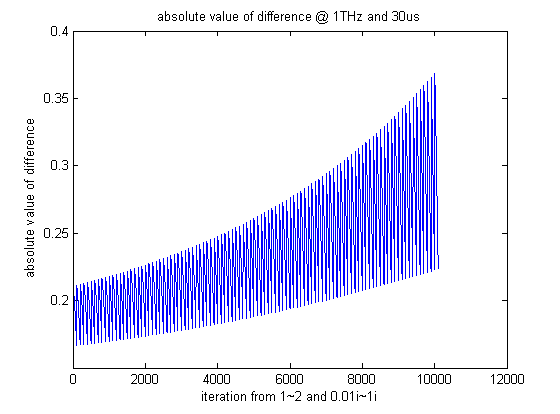 absolute value of difference @ 1THz and 30us
0.4
0.35
0.3
0.25
0.2
absolute value of difference
0 2000 4000 6000 8000 10000 12000
iteration from 1~2 and 0.01i~1i